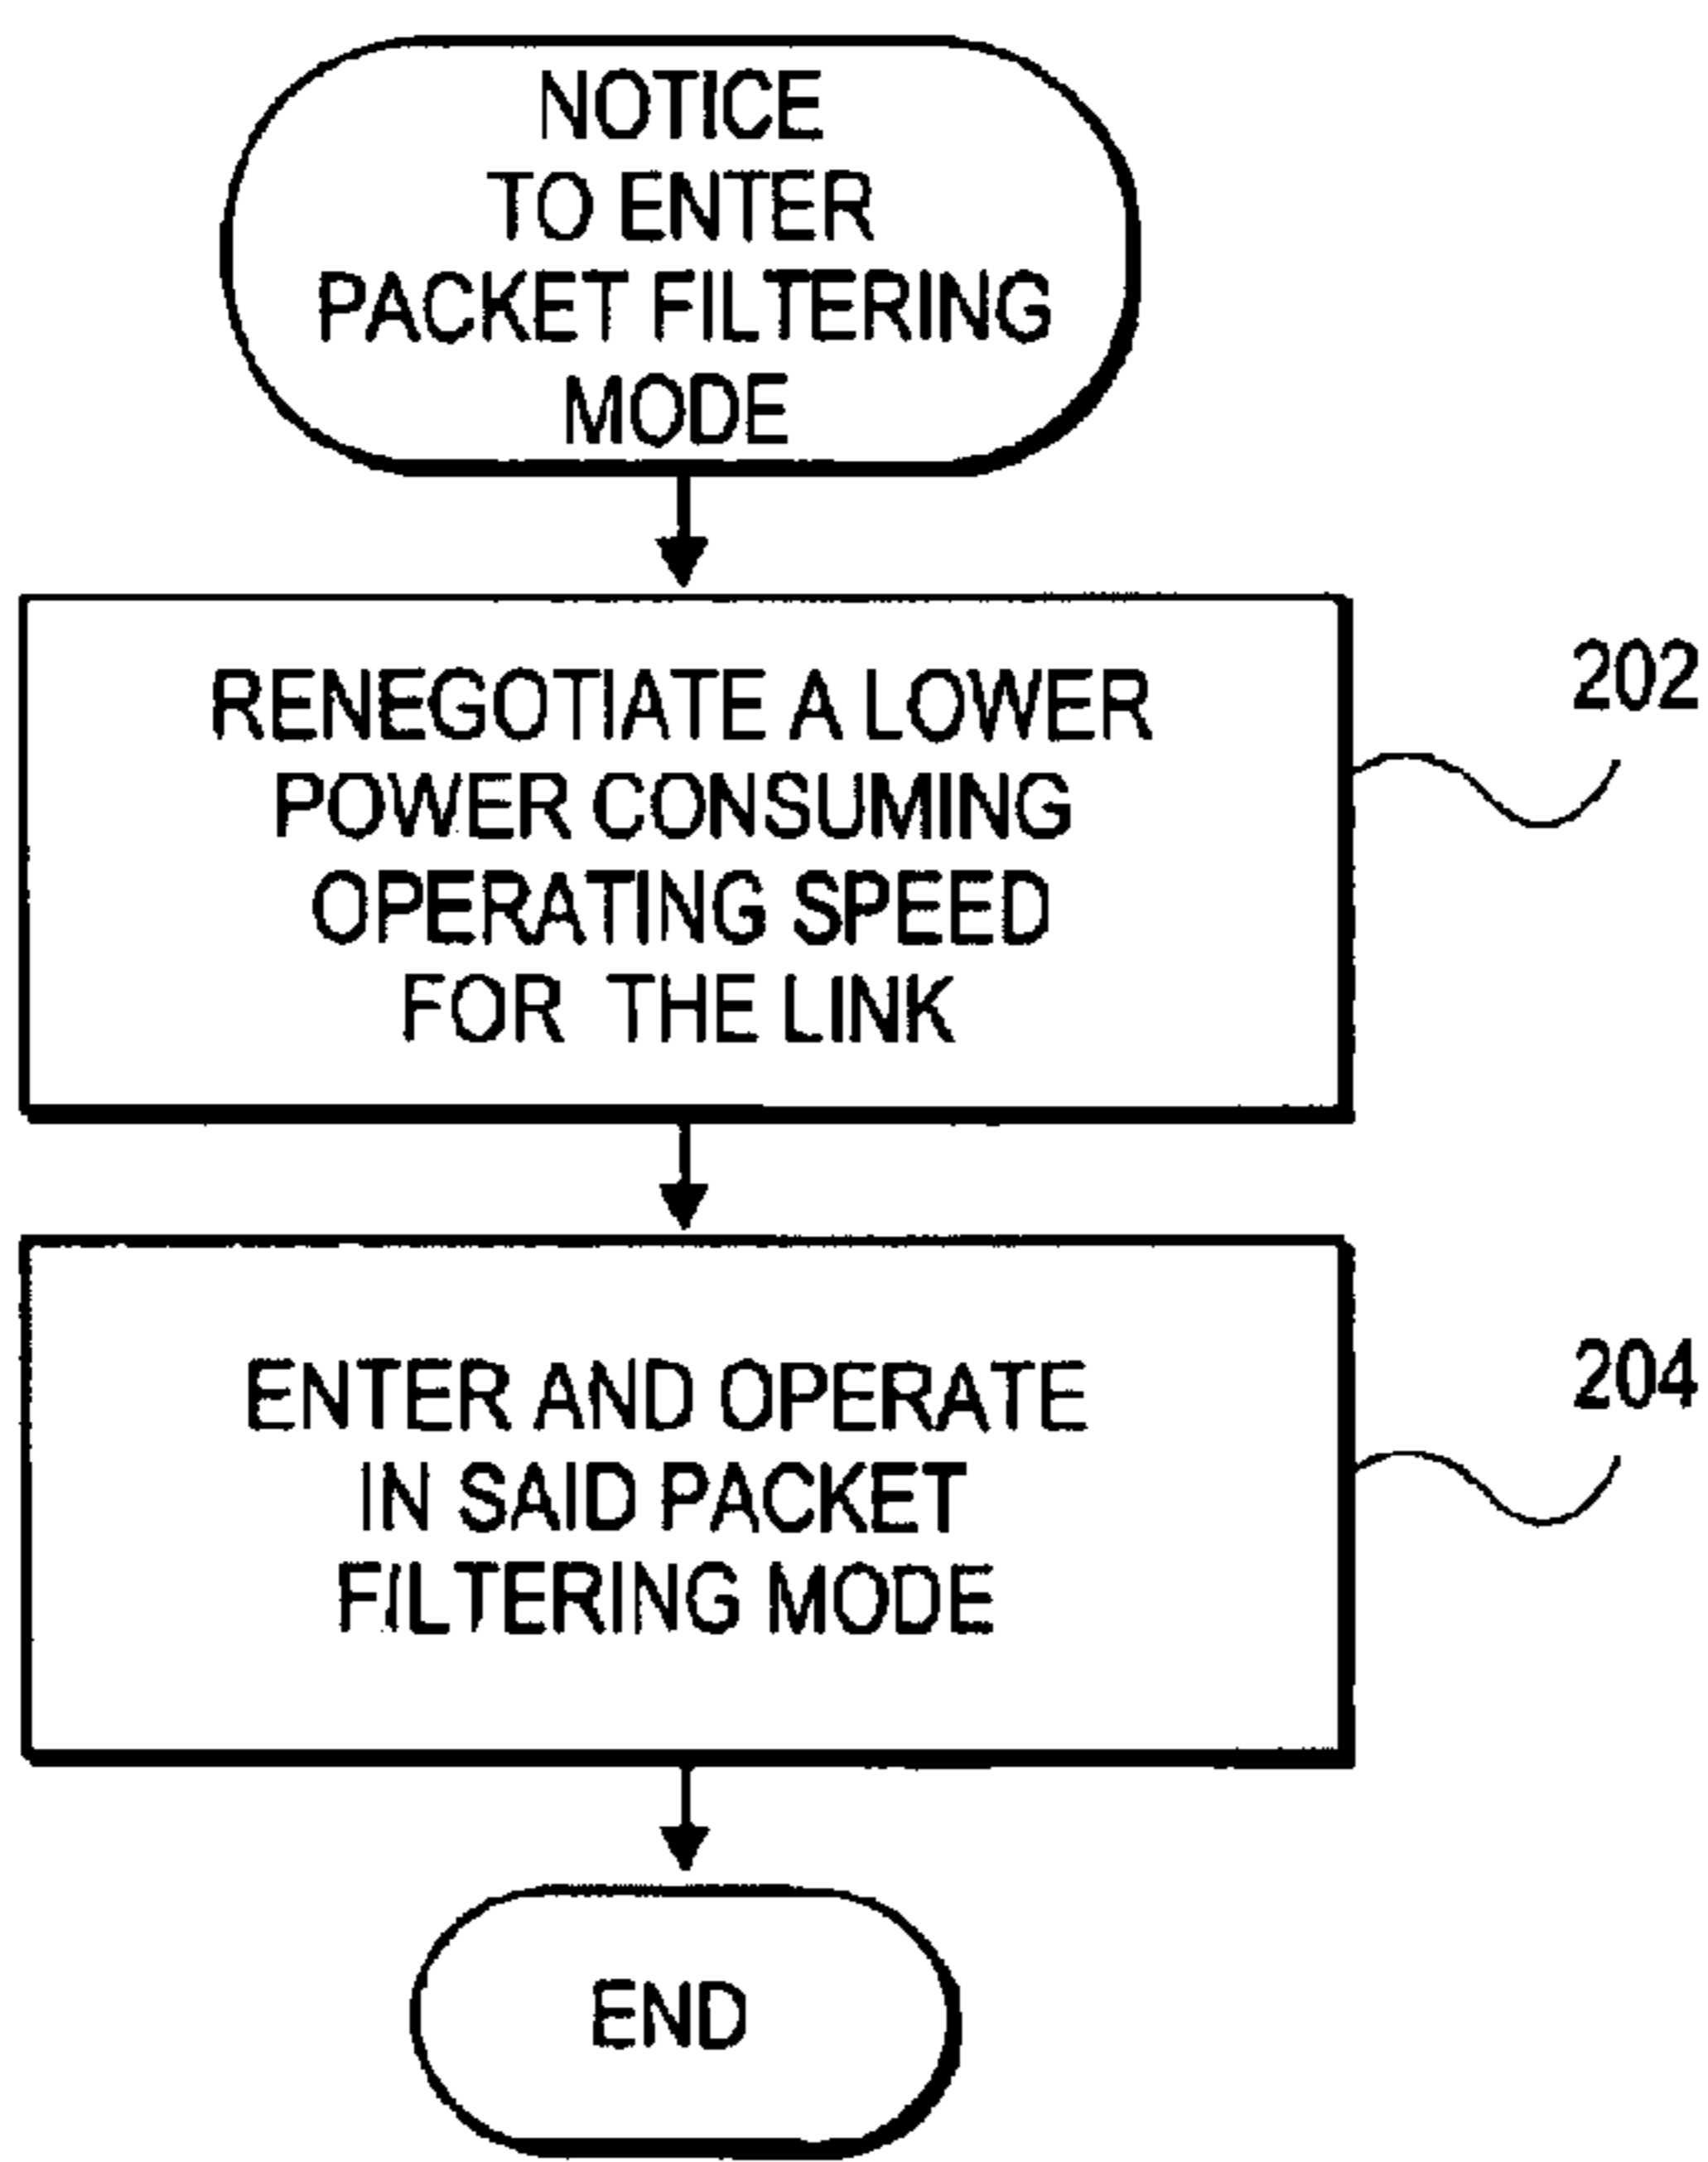 NOTICE
TO ENTER
PACKET FILTERING
MODE
RENEGOTIATE A LOWER
POWER CONSUMING
OPERATING SPEED
FOR THE LINK
202
ENTER AND OPERATE
IN SAID PACKET
FILTERING MODE
204
END